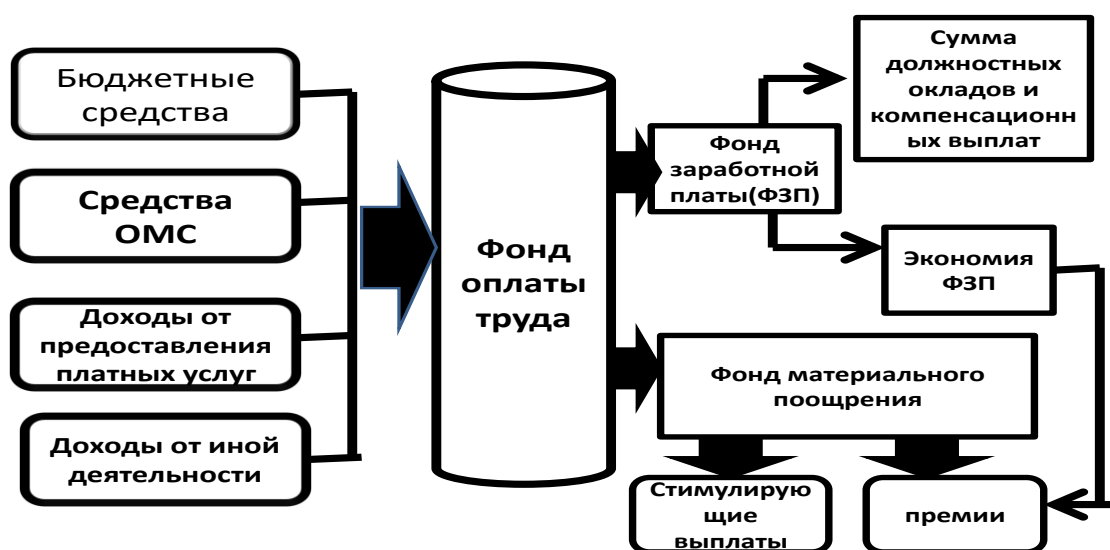 Бюджетные
средства
Средства
ОМС
Доходы от
предоставления
платных услуг
Доходы от иной
деятельности
Фонд
оплаты
труда
Фонд
заработной
платы(ФЗП)
Сумма
должностных
окладов и
компенсационн
ых выплат
Экономия
ФЗП
Фонд материального
поощрения
Стимулирую
щие
выплаты
премии